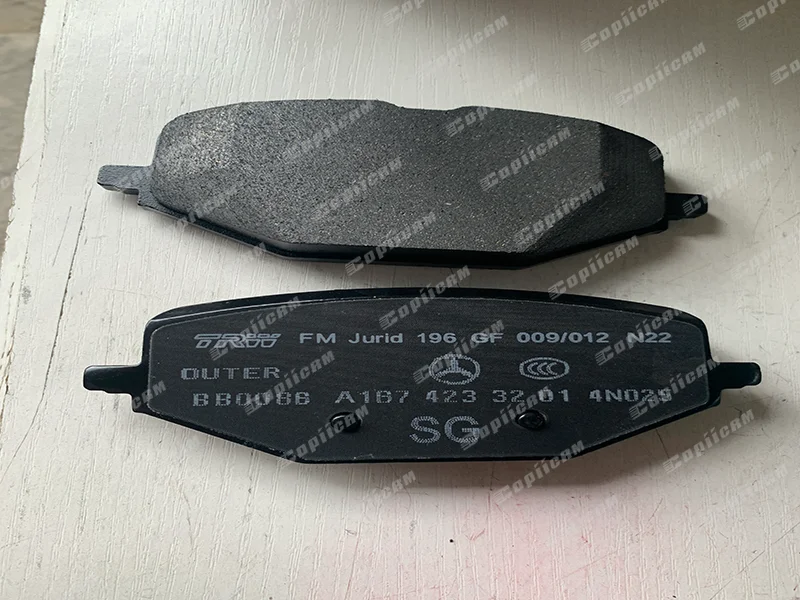 TRW FM Jurid 196 GF 009/012 N22
OUTER
BB0086 A167 423 32 01 4N029
SG
Copiicam